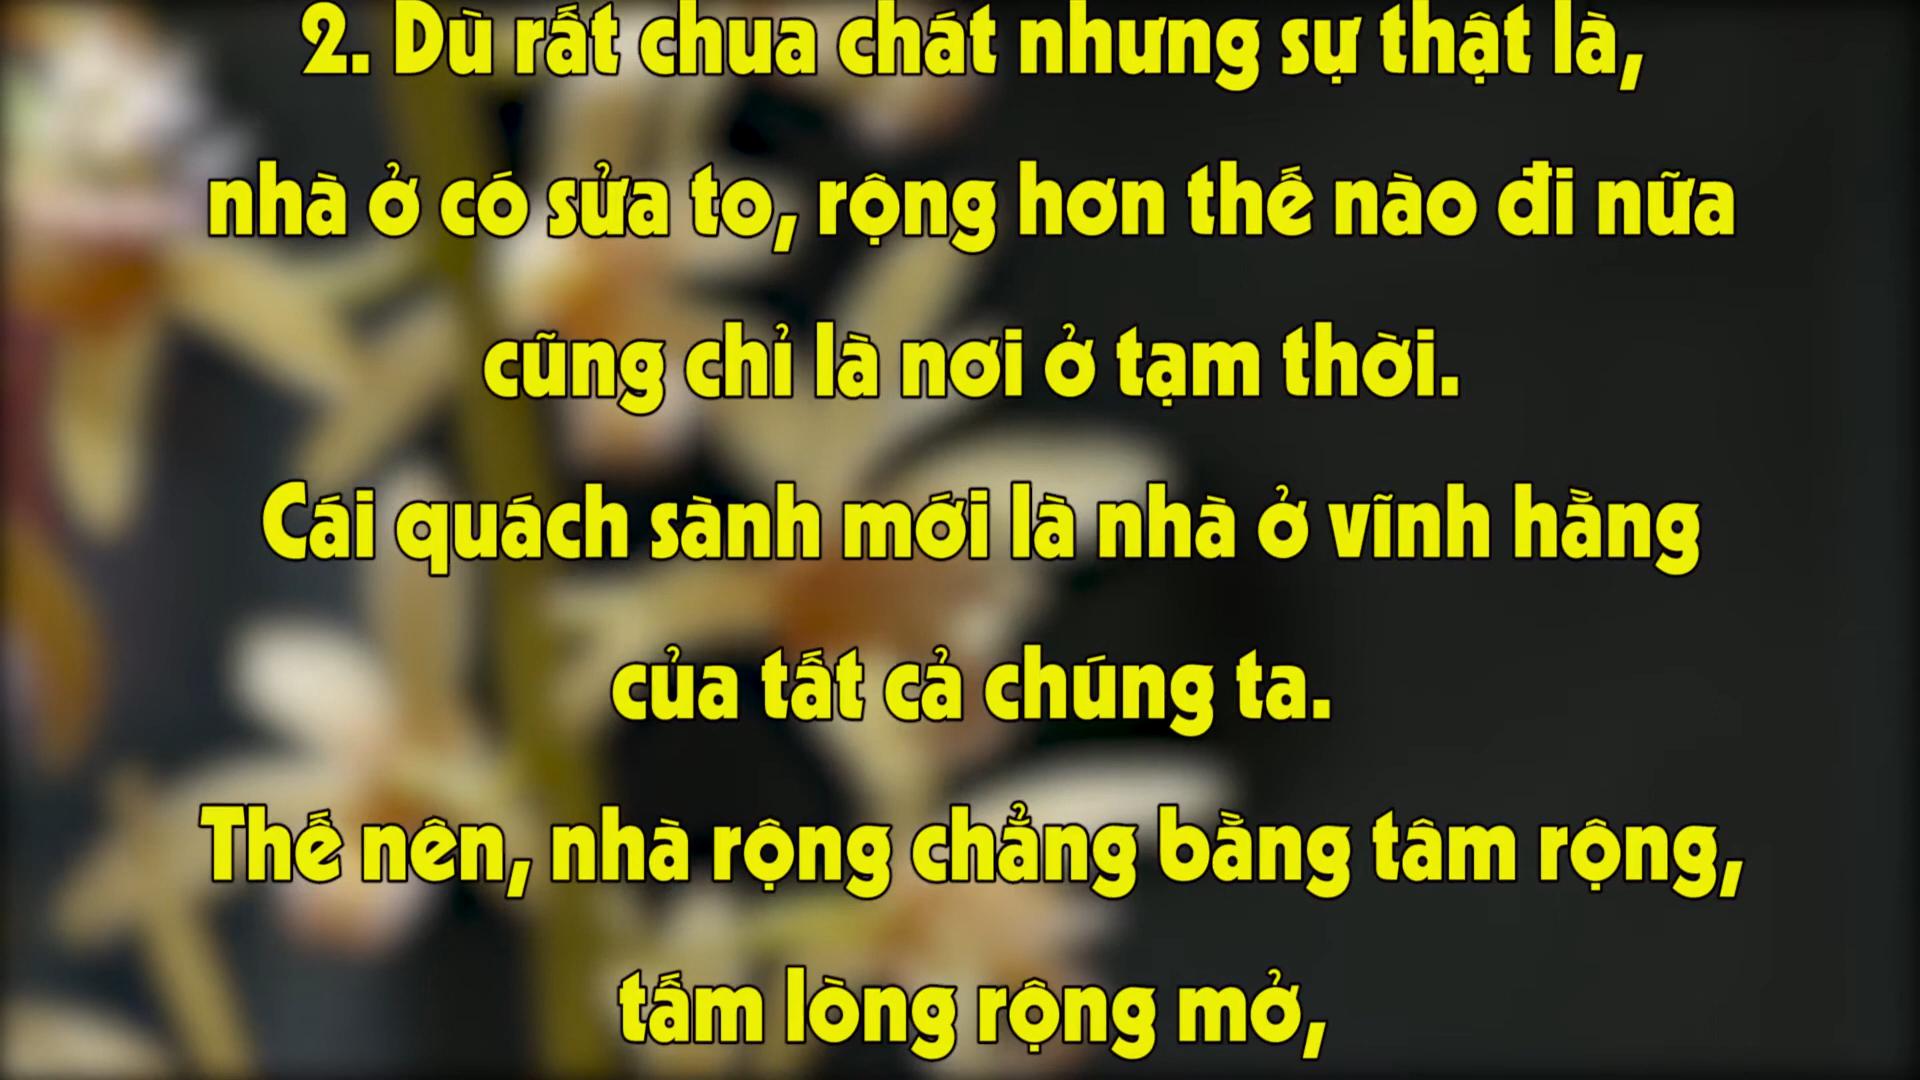 2. Dù rất chua chát nhưng sự thật là,
nhà ở có sửa to, rộng hơn thế nào đi nữa
cũng chỉ là nơi ở tạm thời.
Cái quách sành mới là nhà ở vĩnh hằng
của tất cả chúng ta.
Thế nên, nhà rộng chẳng bằng tâm rộng,
tấm lòng rộng mở,